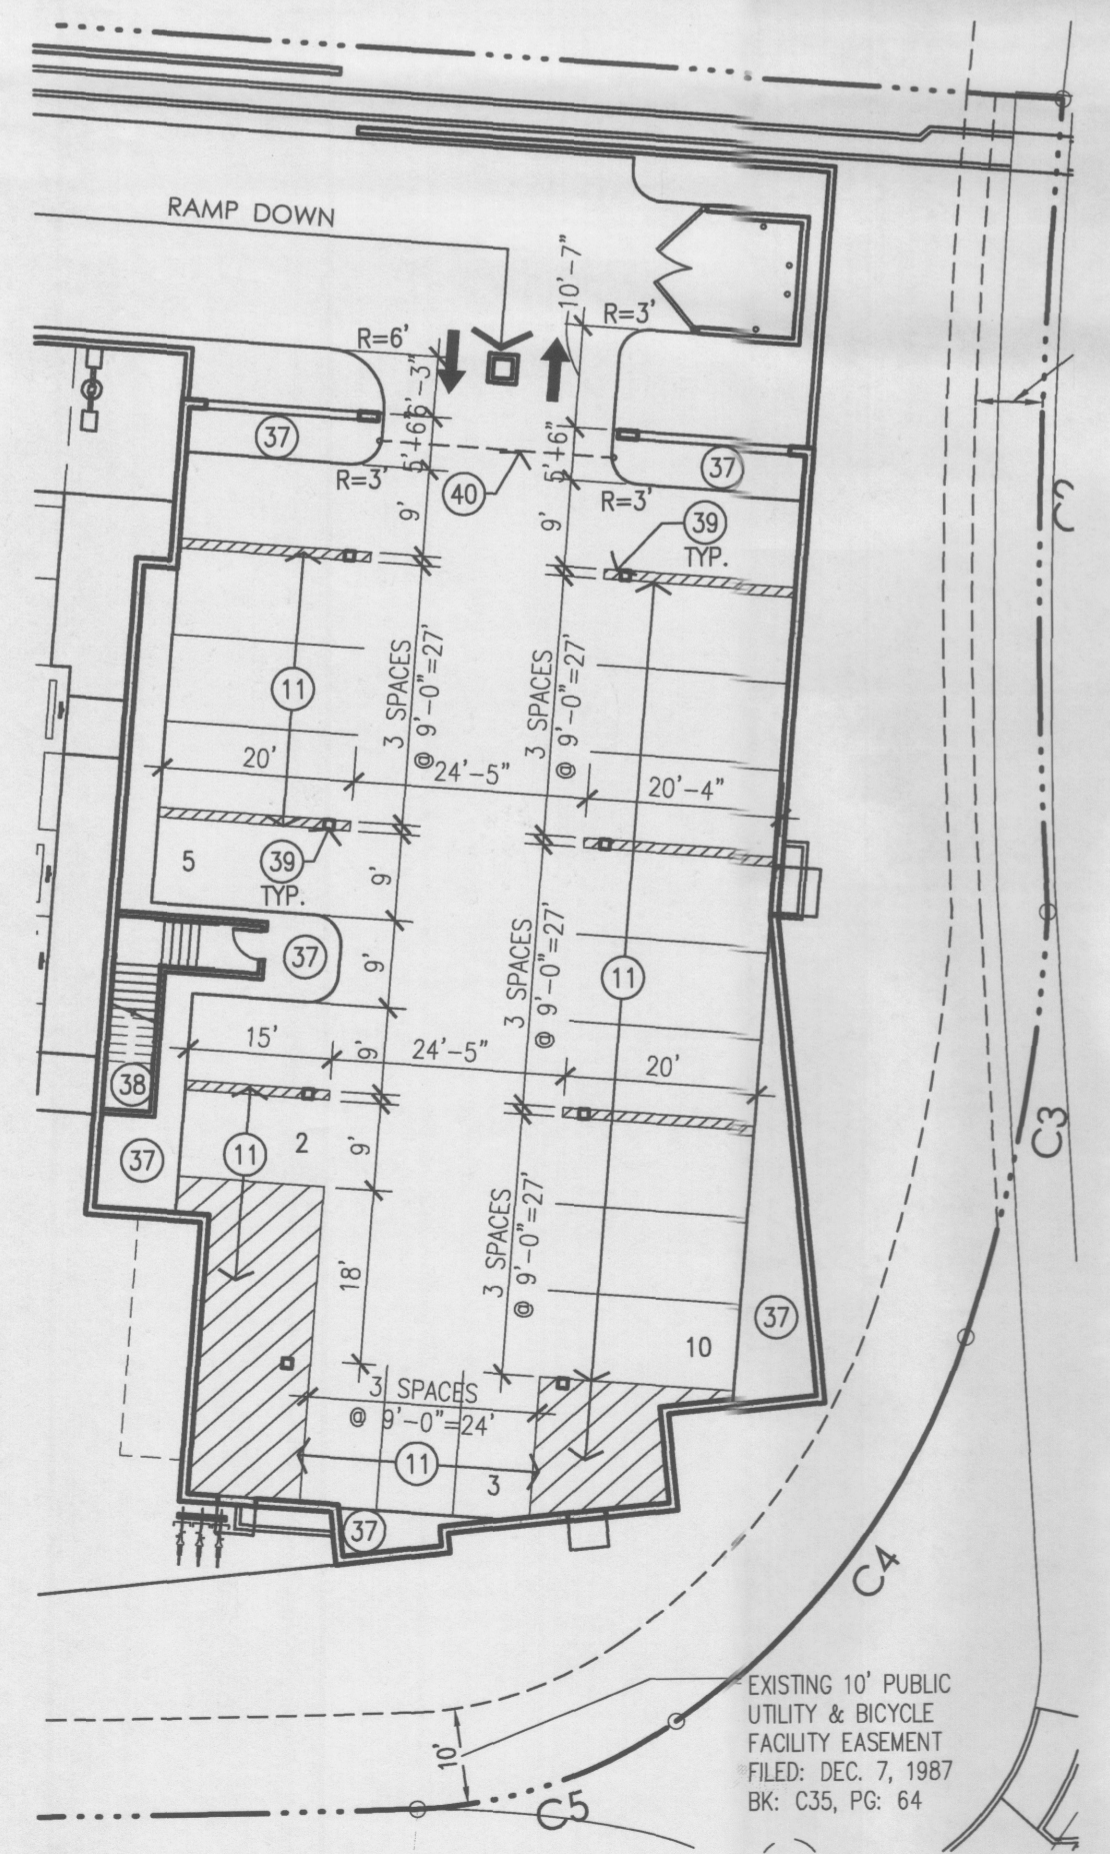 RAMP DOWN
10'-7"
R=6'
R=3'
6'-3"
5'+6"
5'+6"
37
37
R=3'
40
R=3'
9'
9'
39
TYP.
11
3 SPACES
@ 9'-0"=27'
3 SPACES
@ 9'-0"=27'
20'
24'-5"
20'-4"
5
39
TYP.
9'
C2
37
9'
3 SPACES
@ 9'-0"=27'
11
15'
9'
24'-5"
20'
38
37
11
2
9'
C3
3 SPACES
@ 9'-0"=27'
18'
37
10
3 SPACES
@ 9'-0"=24'
11
3
37
C4
EXISTING 10' PUBLIC
UTILITY & BICYCLE
FACILITY EASEMENT
FILED: DEC. 7, 1987
BK: C35, PG: 64
10'
C5